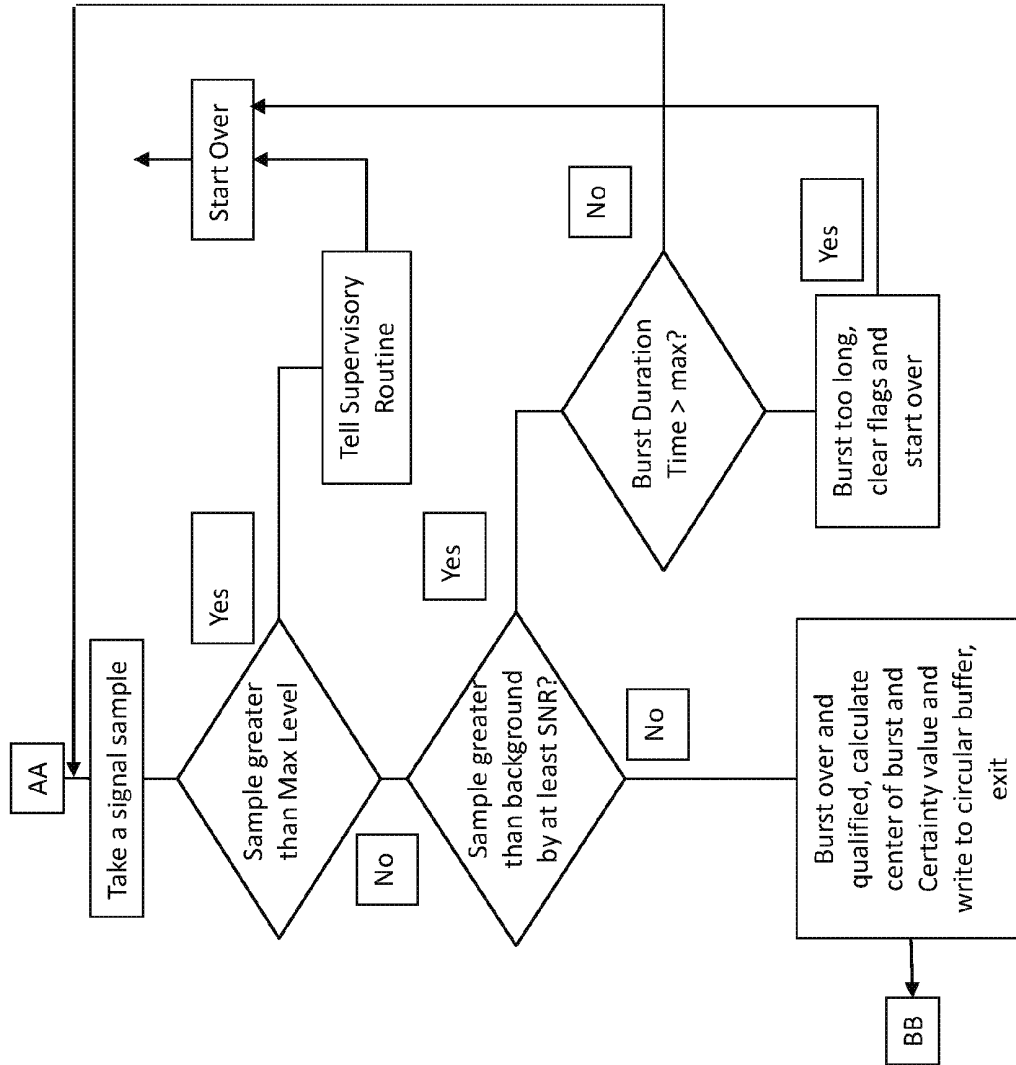 AA
Take a signal sample
Sample greater
than Max Level
Yes
Tell Supervisory
Routine
Start Over
No
Sample greater
than background
by at least SNR?
Yes
Burst Duration
Time > max?
No
Yes
Burst too long,
clear flags and
start over
No
Burst over and
qualified, calculate
center of burst and
Certainty value and
write to circular buffer,
exit
BB